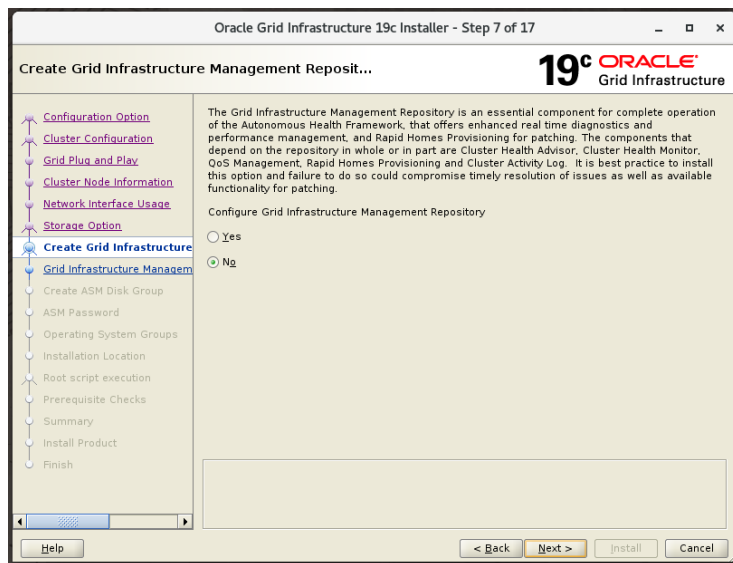 Oracle Grid Infrastructure 19c Installer - Step 7 of 17
Create Grid Infrastructure Management Reposit...
19c ORACLE
Grid Infrastructure
Configuration Option
Cluster Configuration
Grid Plug and Play
Cluster Node Information
Network Interface Usage
Storage Option
Create Grid Infrastructure
Grid Infrastructure Managem
Create ASM Disk Group
ASM Password
Operating System Groups
Installation Location
Root script execution
Prerequisite Checks
Summary
Install Product
Finish
The Grid Infrastructure Management Repository is an essential component for complete operation
of the Autonomous Health Framework, that offers enhanced real time diagnostics and
performance management, and Rapid Homes Provisioning for patching. The components that
depend on the repository in whole or in part are Cluster Health Advisor, Cluster Health Monitor,
QoS Management, Rapid Homes Provisioning and Cluster Activity Log. It is best practice to install
this option and failure to do so could compromise timely resolution of issues as well as available
functionality for patching.
Configure Grid Infrastructure Management Repository
Yes
No
Help
< Back
Next >
Install
Cancel